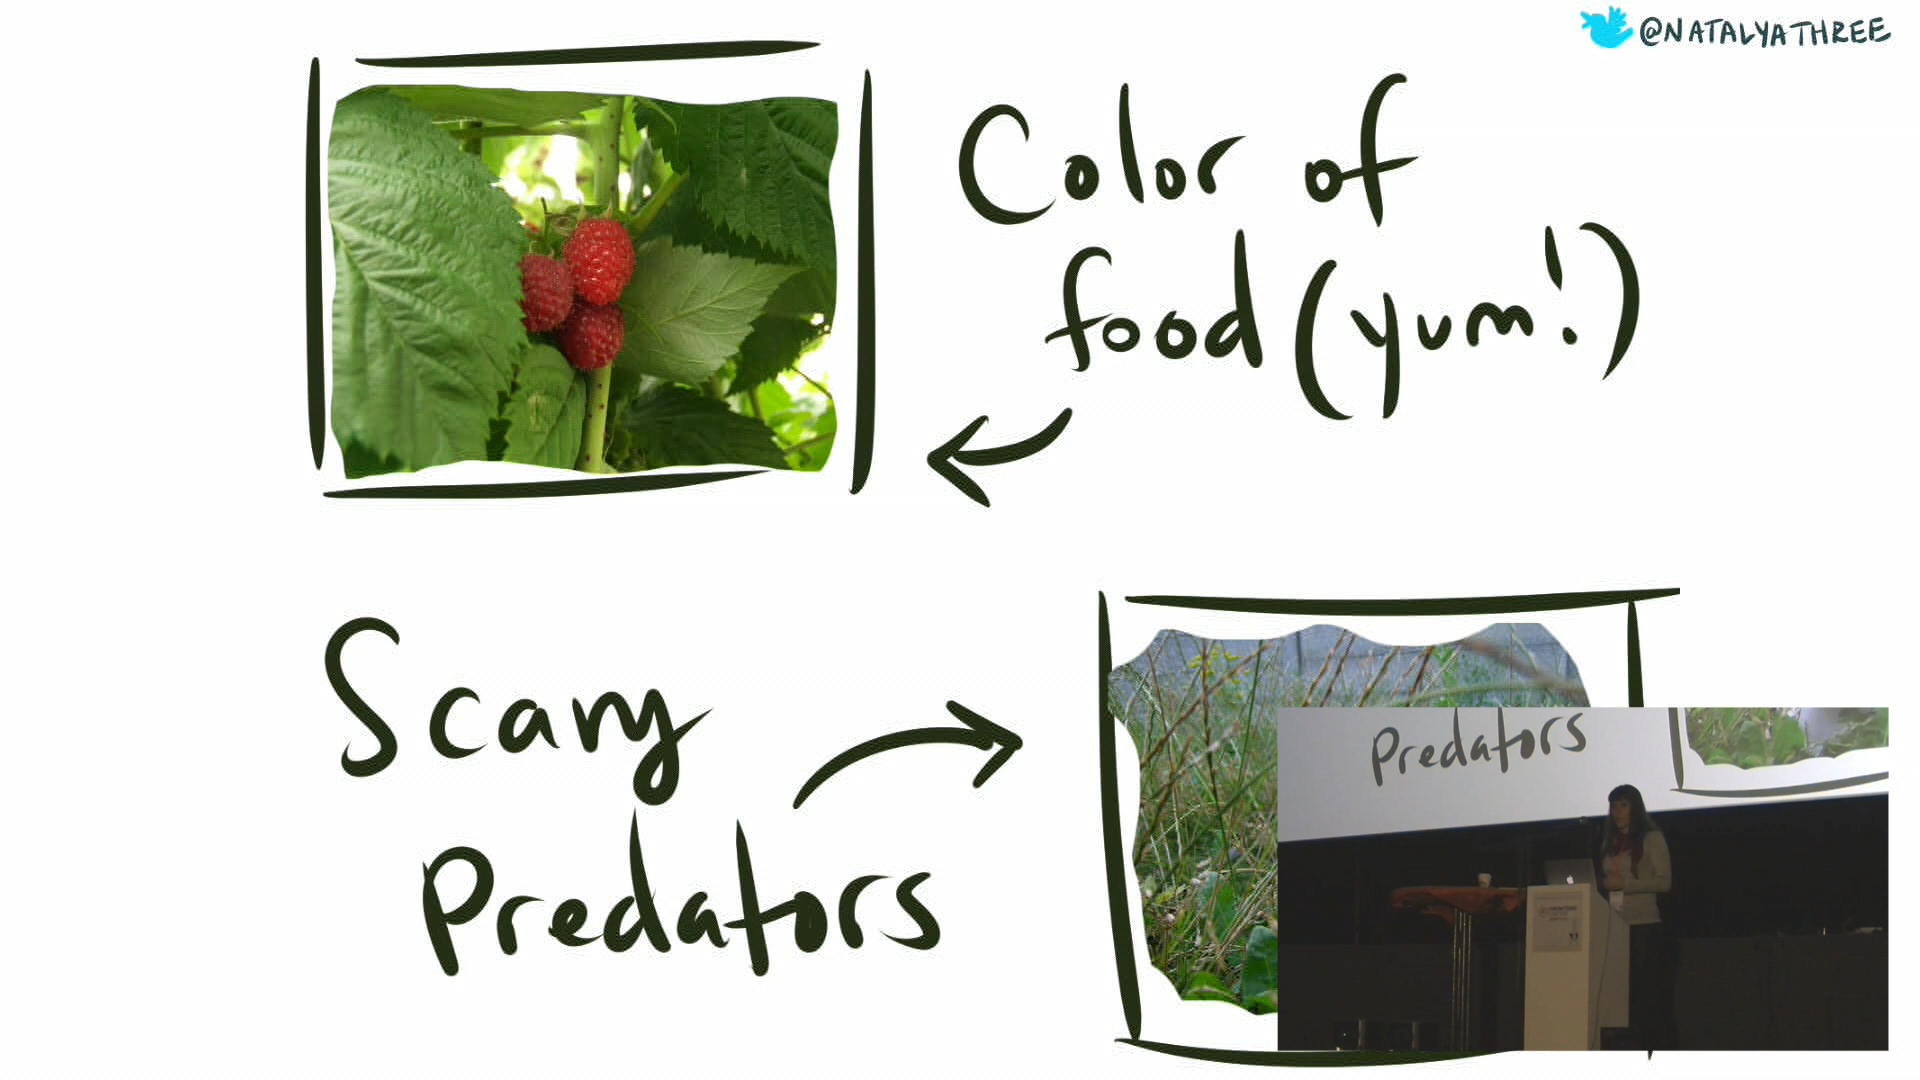 @NATALYATHREE
Color of
food (yum!)
Scary
Predators
Predators